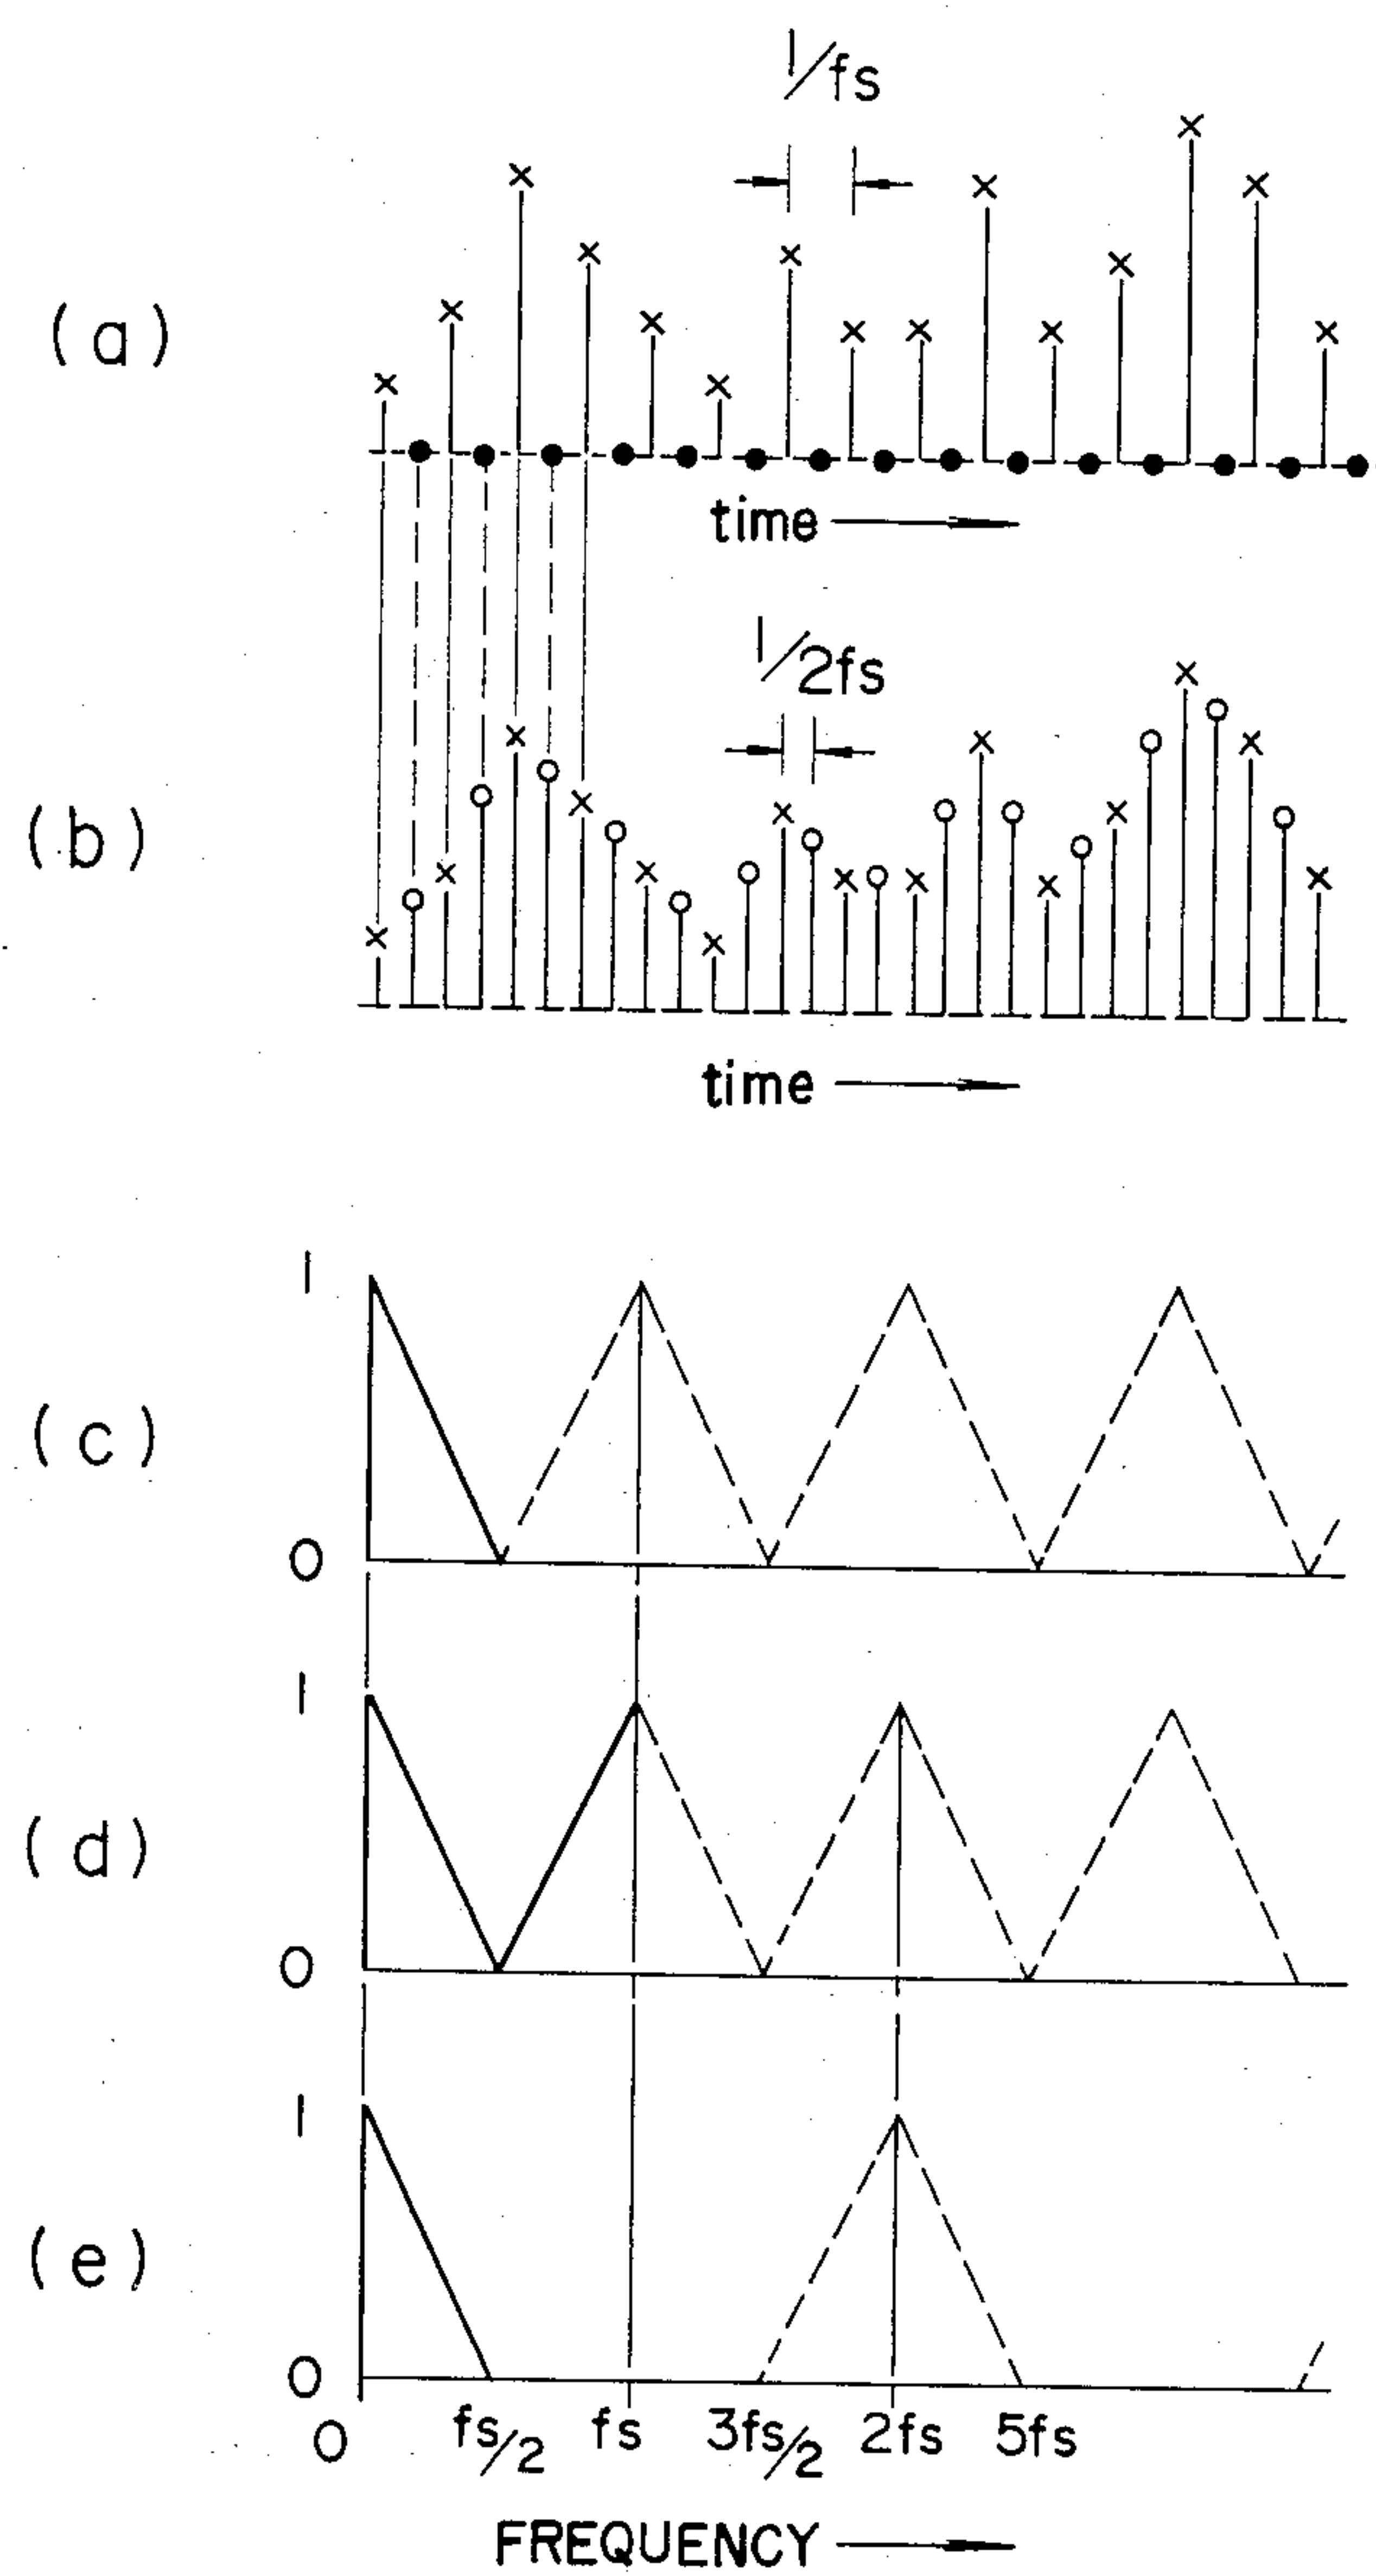 1/fs
(a)
time
1/2fs
(b)
time
1
(c)
0
1
(d)
0
1
(e)
0
0 fs/2 fs 3fs/2 2fs 5fs
FREQUENCY